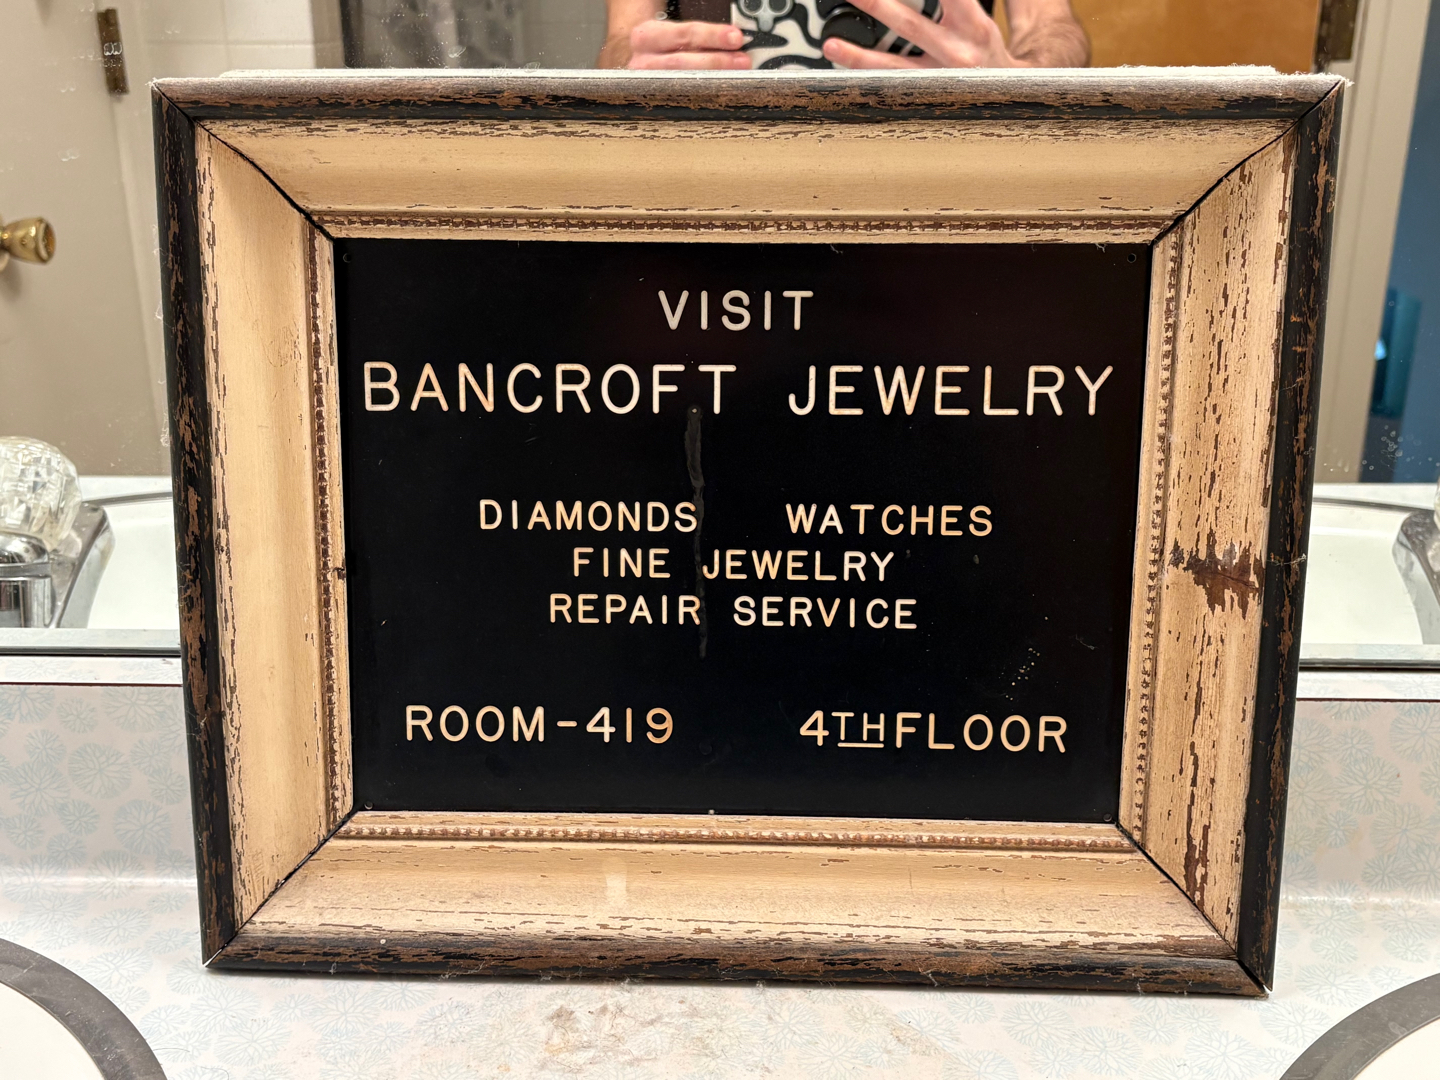 VISIT
BANCROFT JEWELRY
DIAMONDS WATCHES
FINE JEWELRY
REPAIR SERVICE
ROOM-419 4TH FLOOR